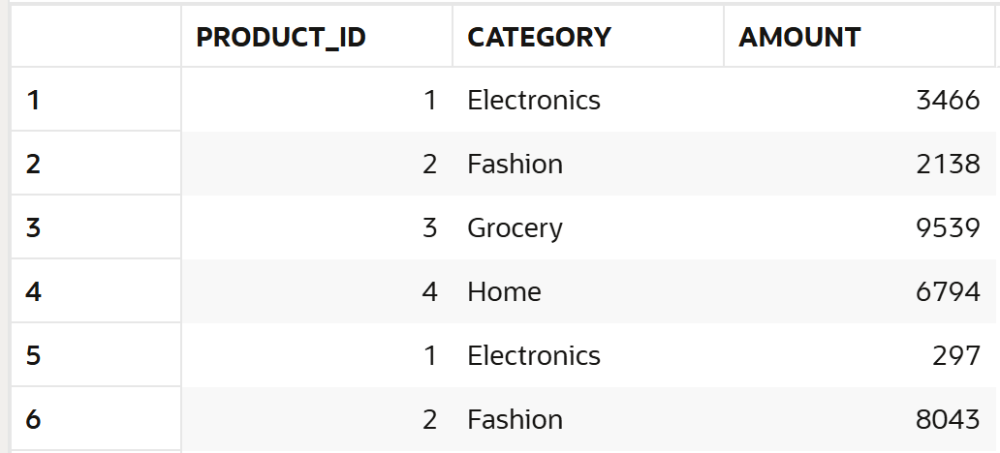 PRODUCT_ID CATEGORY AMOUNT
1 1 Electronics 3466
2 2 Fashion 2138
3 3 Grocery 9539
4 4 Home 6794
5 1 Electronics 297
6 2 Fashion 8043